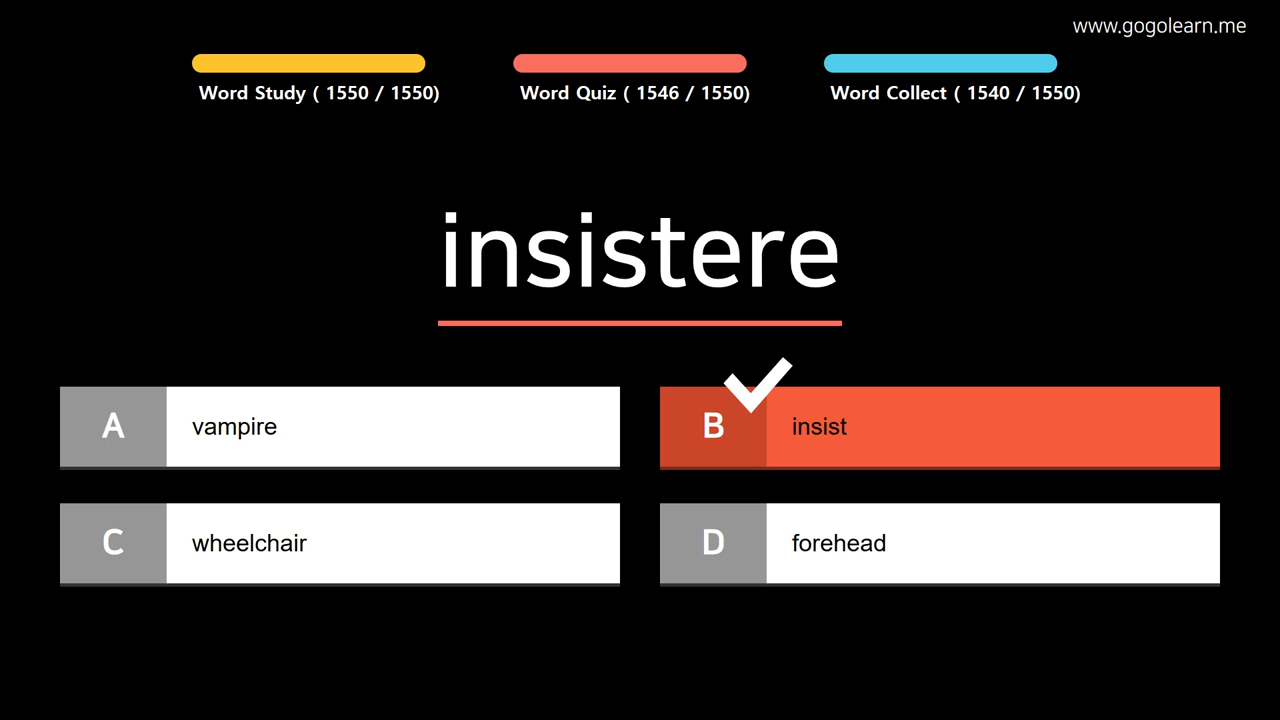 www.gogolearn.me
Word Study ( 1550 / 1550)
Word Quiz ( 1546 / 1550)
Word Collect ( 1540 / 1550)
insistere
A vampire
B insist
C wheelchair
D forehead